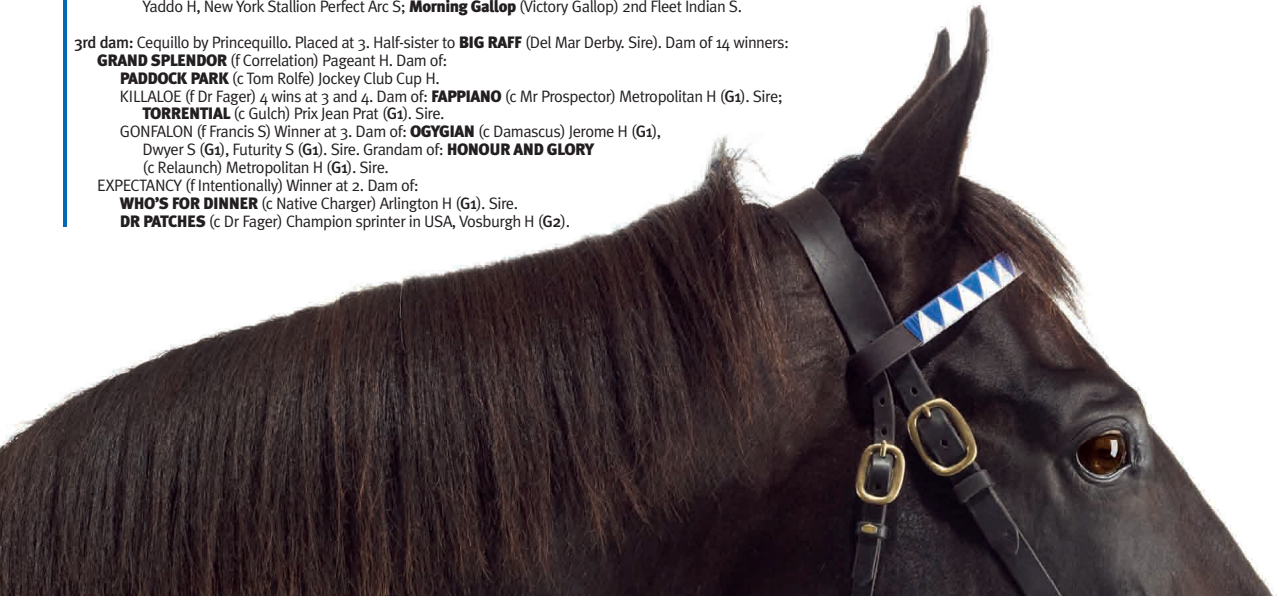 Yaddo H, New York Stallion Perfect Arc S; Morning Gallop (Victory Gallop) 2nd Fleet Indian S.
3rd dam: Cequillo by Princequillo. Placed at 3. Half-sister to BIG RAFF (Del Mar Derby. Sire). Dam of 14 winners:
GRAND SPLENDOR (f Correlation) Pageant H. Dam of:
PADDOCK PARK (c Tom Rolfe) Jockey Club Cup H.
KILLALOE (f Dr Fager) 4 wins at 3 and 4. Dam of: FAPPIANO (c Mr Prospector) Metropolitan H (G1). Sire;
TORRENTIAL (c Gulch) Prix Jean Prat (G1). Sire.
GONFALON (f Francis S) Winner at 3. Dam of: OGYGIAN (c Damascus) Jerome H (G1),
Dwyer S (G1), Futurity S (G1). Sire. Grandam of: HONOUR AND GLORY
(c Relaunch) Metropolitan H (G1). Sire.
EXPECTANCY (f Intentionally) Winner at 2. Dam of:
WHO'S FOR DINNER (c Native Charger) Arlington H (G1). Sire.
DR PATCHES (c Dr Fager) Champion sprinter in USA, Vosburgh H (G2).